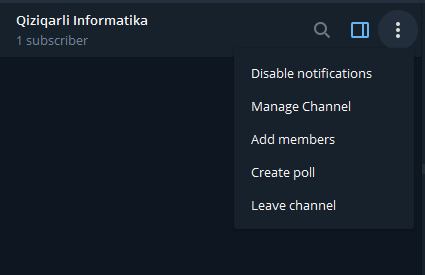 Qiziqarli Informatika
1 subscriber
Disable notifications
Manage Channel
Add members
Create poll
Leave channel